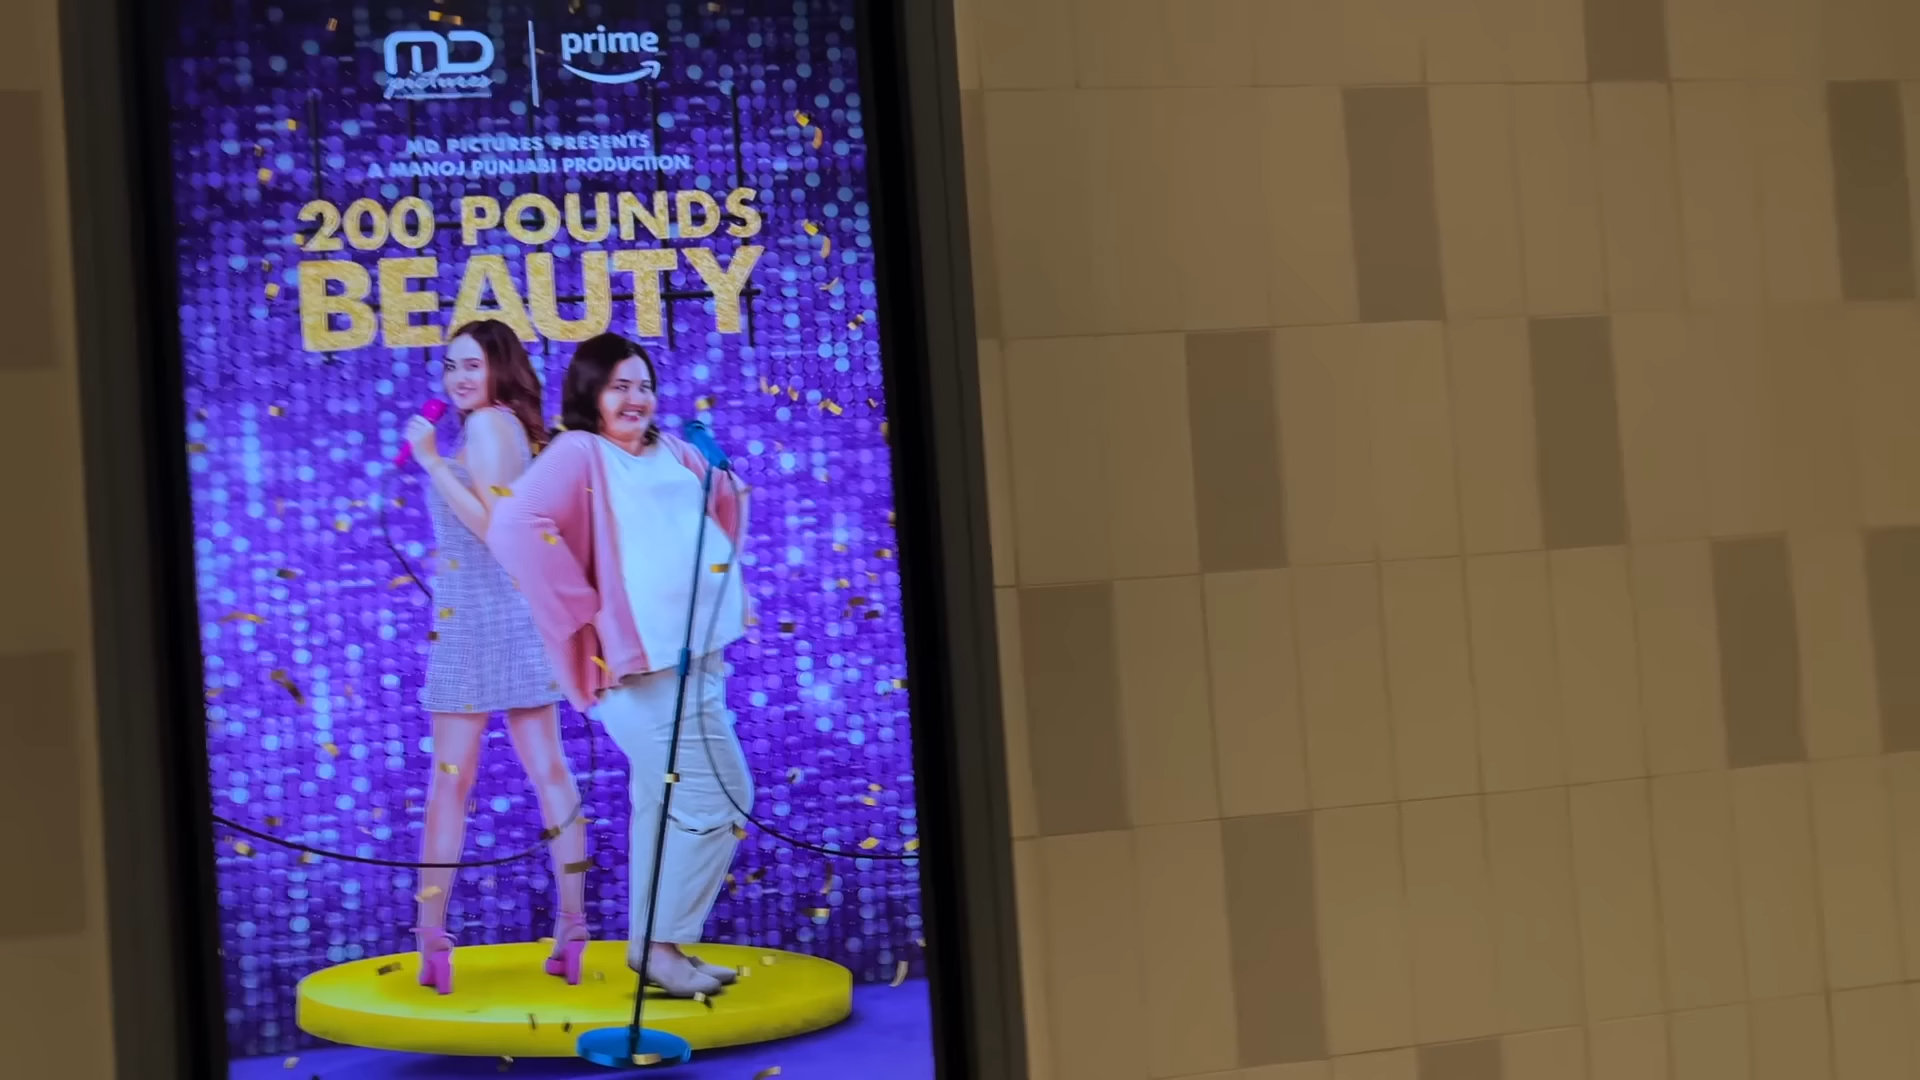 MD
pictures
prime
MD PICTURES PRESENTS
A MANOJ PUNJABI PRODUCTION
200 POUNDS
BEAUTY